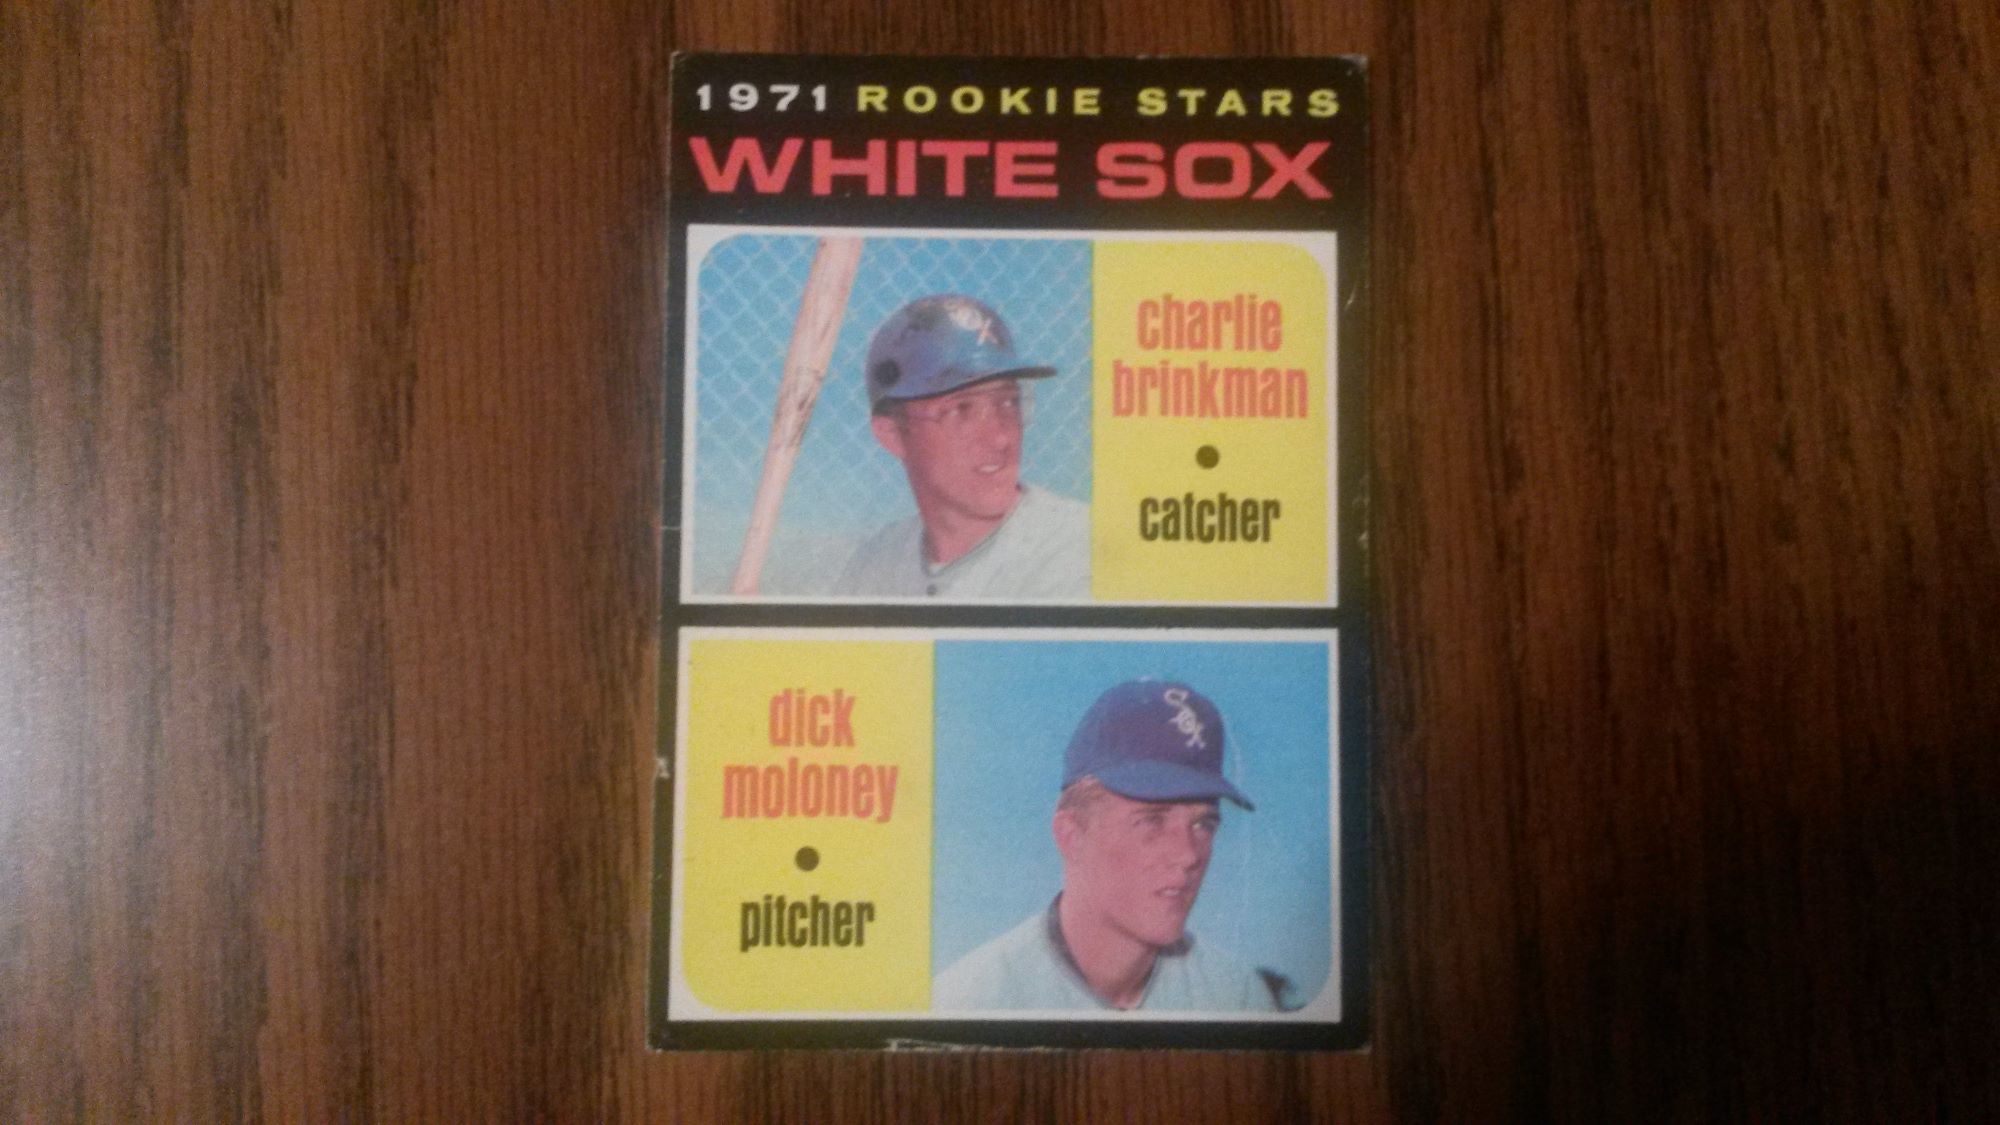 1971 ROOKIE STARS
WHITE SOX
charlie
brinkman
•
catcher
dick
moloney
•
pitcher
SOX